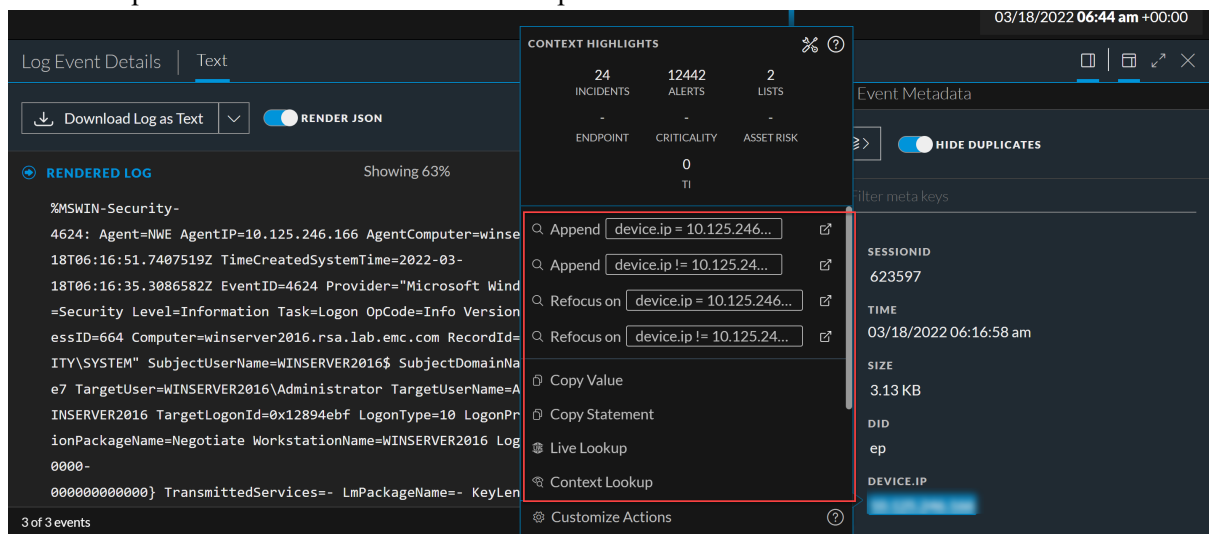 03/18/2022 06:44 am +00:00
Log Event Details | Text
Download Log as Text
RENDER JSON
RENDERED LOG
Showing 63%
%MSWIN-Security-
4624: Agent=NWE AgentIP=10.125.246.166 AgentComputer=winse
18T06:16:51.7407519Z TimeCreatedSystemTime=2022-03-
18T06:16:35.3086582Z EventID=4624 Provider="Microsoft Wind
=Security Level=Information Task=Logon OpCode=Info Version
essID=664 Computer=winserver2016.rsa.lab.emc.com RecordId=
ITY\SYSTEM" SubjectUserName=WINSERVER2016$ SubjectDomainNa
e7 TargetUser=WINSERVER2016\Administrator TargetUserName=A
INSERVER2016 TargetLogonId=0x12894ebf LogonType=10 LogonPr
ionPackageName=Negotiate WorkstationName=WINSERVER2016 Log
0000-
000000000000} TransmittedServices=- LmPackageName=- KeyLen
3 of 3 events
CONTEXT HIGHLIGHTS
24 12442 2
INCIDENTS ALERTS LISTS
- - -
ENDPOINT CRITICALITY ASSET RISK
0
TI
Append device.ip = 10.125.246...
Append device.ip != 10.125.24...
Refocus on device.ip = 10.125.246...
Refocus on device.ip != 10.125.24...
Copy Value
Copy Statement
Live Lookup
Context Lookup
Customize Actions
Event Metadata
HIDE DUPLICATES
Filter meta keys
SESSIONID
623597
TIME
03/18/2022 06:16:58 am
SIZE
3.13 KB
DID
ep
DEVICE.IP